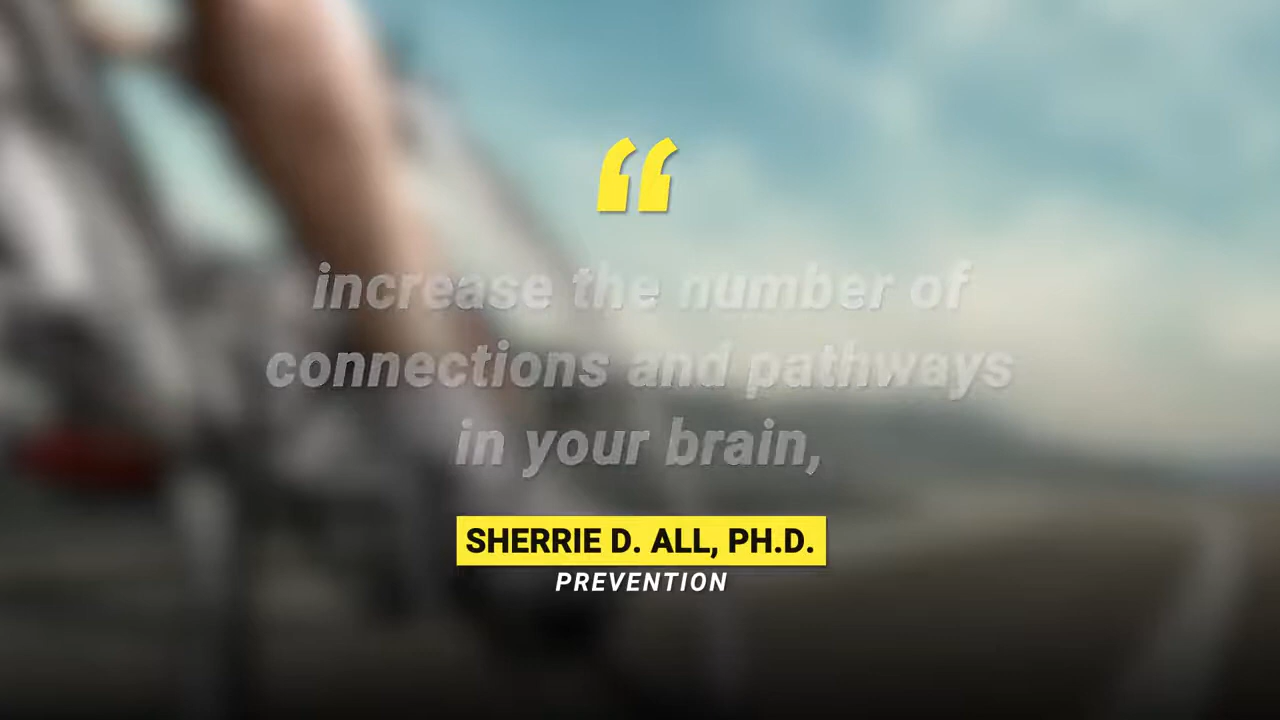 “
increase the number of
connections and pathways
in your brain,
SHERRIE D. ALL, PH.D.
PREVENTION